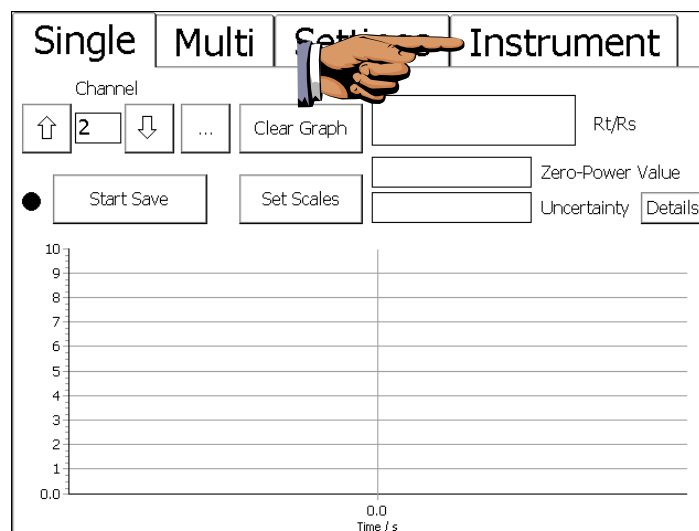 Single Multi Settings Instrument
Channel
2 ... Clear Graph Rt/Rs
Zero-Power Value
Start Save Set Scales
Uncertainty Details
10
9
8
7
6
5
4
3
2
1
0.0
0.0
Time / s